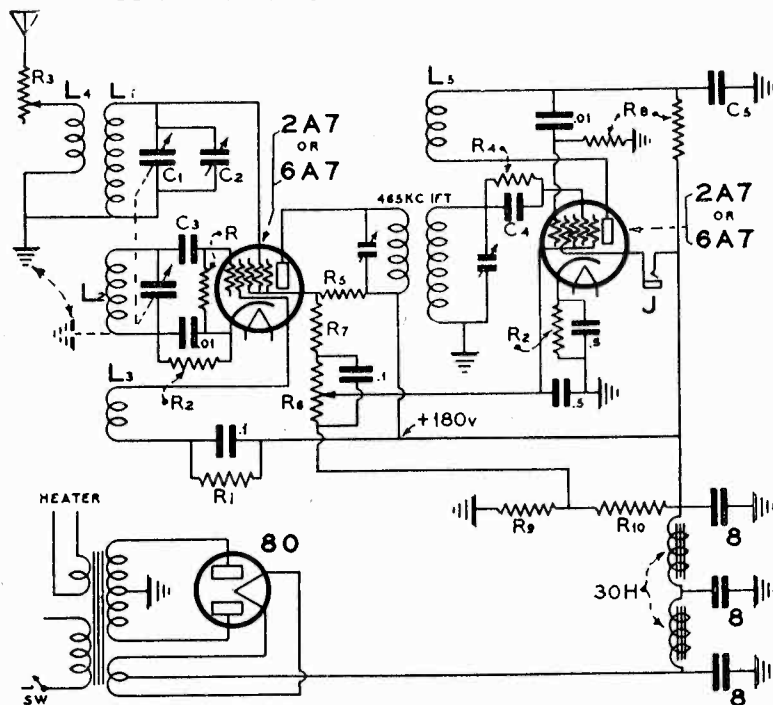 R3
L4
L1
C1
C2
2A7
OR
6A7
C3
R
L2
.01
R2
L3
.1
R1
R5
R7
R6
.1
+180V
465KC IFT
L5
R4
C4
.01
R8
C5
2A7
OR
6A7
J
R2
.5
.5
R9
R10
8
30H
8
8
HEATER
80
SW